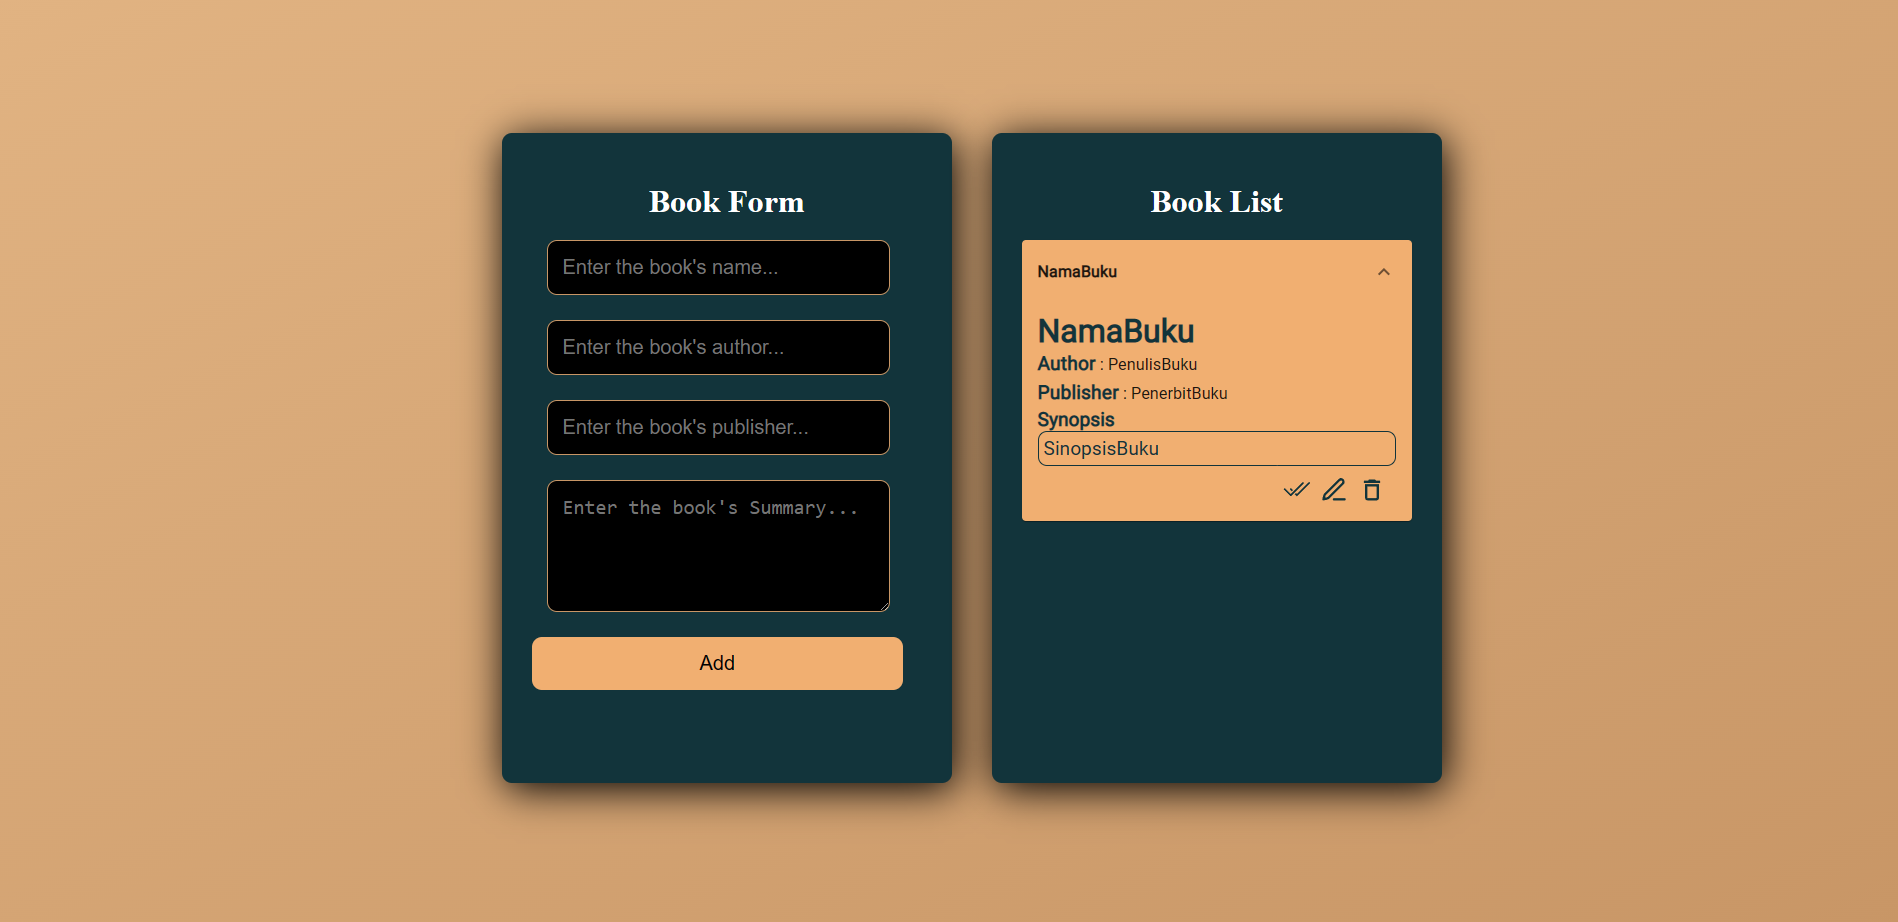 Book Form
Enter the book's name...
Enter the book's author...
Enter the book's publisher...
Enter the book's Summary...
Add
Book List
NamaBuku
NamaBuku
Author : PenulisBuku
Publisher : PenerbitBuku
Synopsis
SinopsisBuku